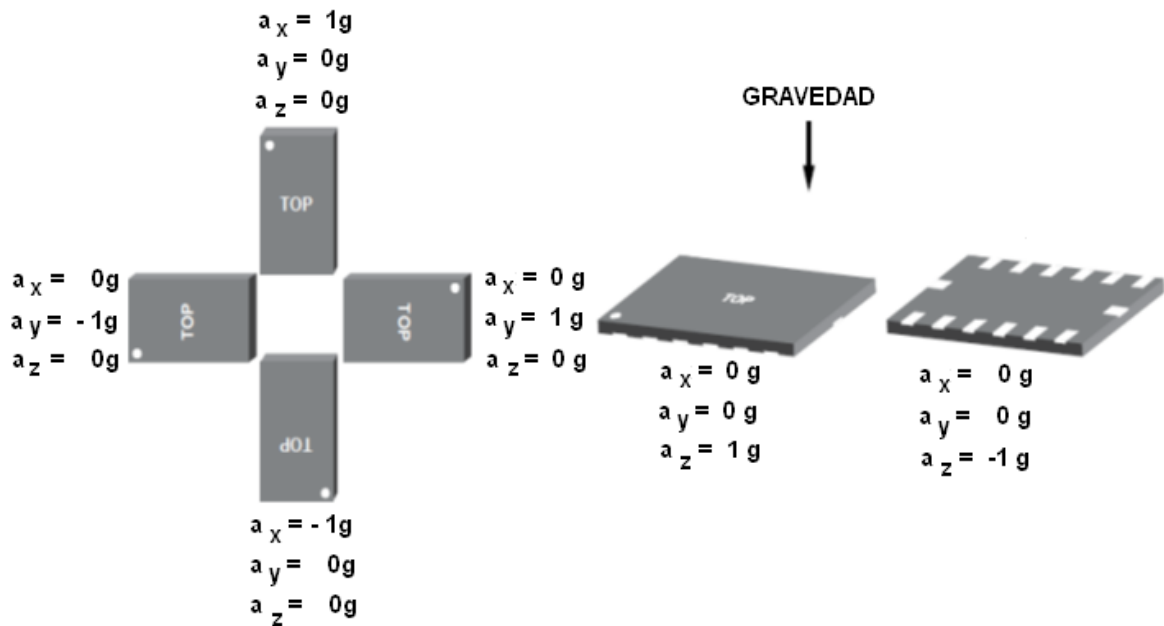 a x = 1g
a y = 0g
a z = 0g
GRAVEDAD
TOP
a x = 0g
a y = - 1g
a z = 0g
TOP
TOP
a x = 0 g
a y = 1 g
a z = 0 g
TOP
a x = 0 g
a y = 0 g
a z = 1 g
a x = 0 g
a y = 0 g
a z = -1 g
TOP
a x = - 1g
a y = 0g
a z = 0g